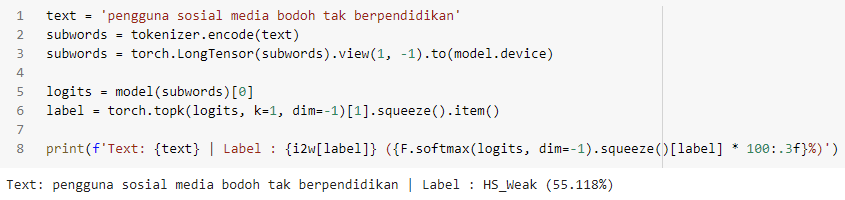 1 text = 'pengguna sosial media bodoh tak berpendidikan'
2 subwords = tokenizer.encode(text)
3 subwords = torch.LongTensor(subwords).view(1, -1).to(model.device)
4
5 logits = model(subwords)[0]
6 label = torch.topk(logits, k=1, dim=-1)[1].squeeze().item()
7
8 print(f'Text: {text} | Label : {i2w[label]} ({F.softmax(logits, dim=-1).squeeze()[label] * 100:.3f}%)')
Text: pengguna sosial media bodoh tak berpendidikan | Label : HS_Weak (55.118%)